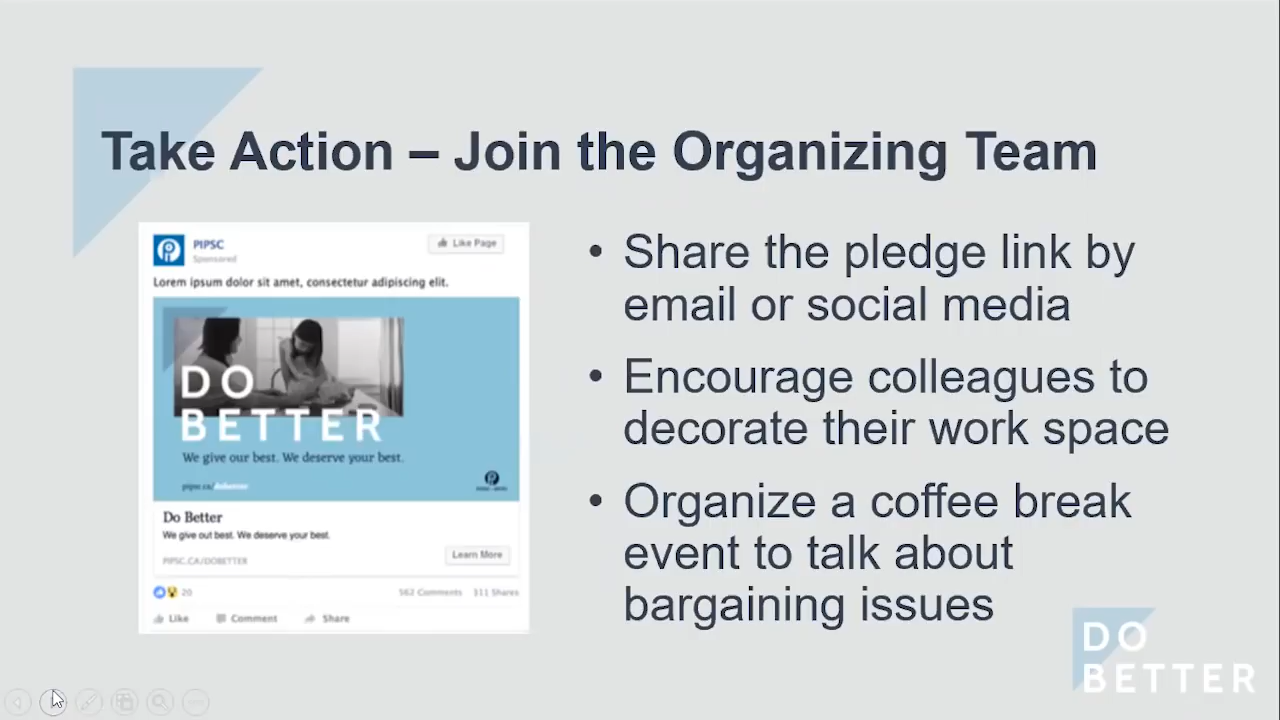 Take Action – Join the Organizing Team
PIPSC
Sponsored
Like Page
Lorem ipsum dolor sit amet, consectetur adipiscing elit.
DO
BETTER
We give our best. We deserve your best.
pipsc.ca/dobetter
Do Better
We give out best. We deserve your best.
Learn More
PIPSC.CA/DOBETTER
20
562 Comments 311 Shares
Like Comment Share
• Share the pledge link by
email or social media
• Encourage colleagues to
decorate their work space
• Organize a coffee break
event to talk about
bargaining issues
DO
BETTER